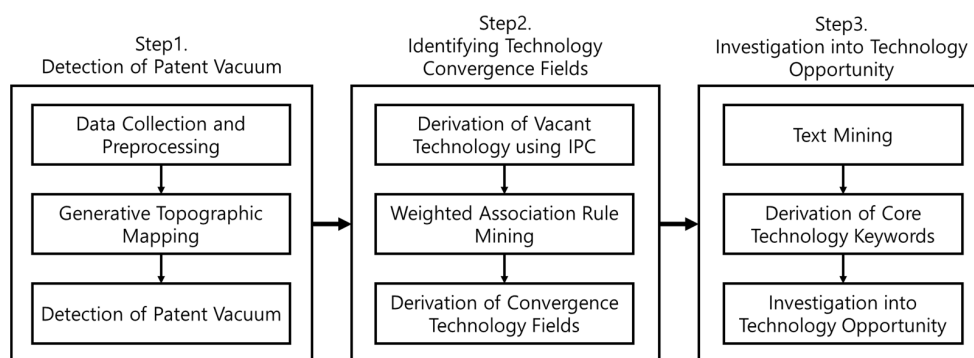 Step1.
Detection of Patent Vacuum
Data Collection and
Preprocessing
Generative Topographic
Mapping
Detection of Patent Vacuum
Step2.
Identifying Technology
Convergence Fields
Derivation of Vacant
Technology using IPC
Weighted Association Rule
Mining
Derivation of Convergence
Technology Fields
Step3.
Investigation into Technology
Opportunity
Text Mining
Derivation of Core
Technology Keywords
Investigation into
Technology Opportunity